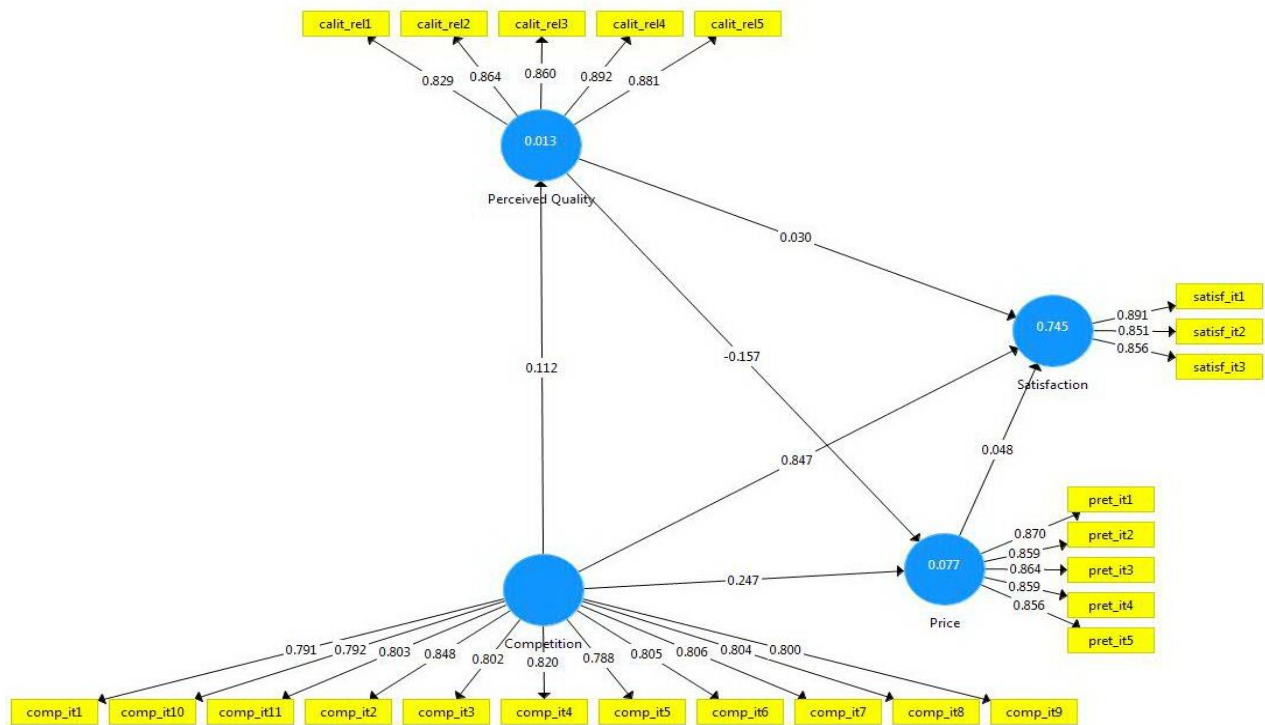 calit_rel1 calit_rel2 calit_rel3 calit_rel4 calit_rel5
0.829 0.864 0.860 0.892 0.881
0.013
Perceived Quality
0.030
0.891 satisf_it1
0.745 0.851 satisf_it2
0.856 satisf_it3
Satisfaction
-0.157
0.112
0.048
0.847
pret_it1
0.870
0.859 pret_it2
0.077 0.864 pret_it3
0.859 pret_it4
0.856
pret_it5
Price
0.247
Competition
0.791 0.792 0.803 0.848 0.802 0.820 0.788 0.805 0.806 0.804 0.800
comp_it1 comp_it10 comp_it11 comp_it2 comp_it3 comp_it4 comp_it5 comp_it6 comp_it7 comp_it8 comp_it9